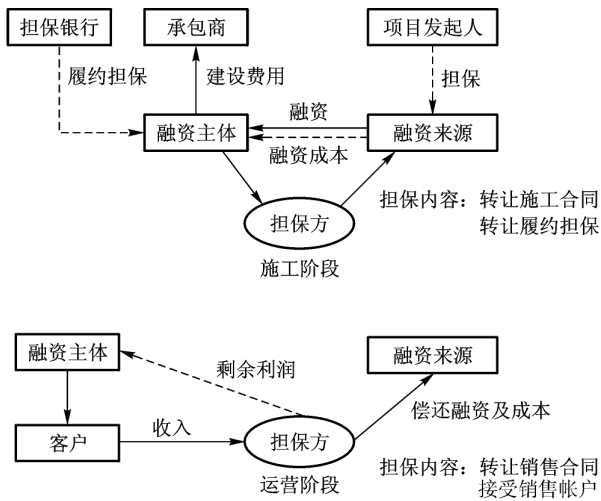 担保银行
承包商
项目发起人
履约担保
建设费用
担保
融资主体
融资
融资成本
融资来源
担保方
担保内容：转让施工合同
转让履约担保
施工阶段
融资主体
剩余利润
融资来源
偿还融资及成本
客户
收入
担保方
担保内容：转让销售合同
接受销售帐户
运营阶段